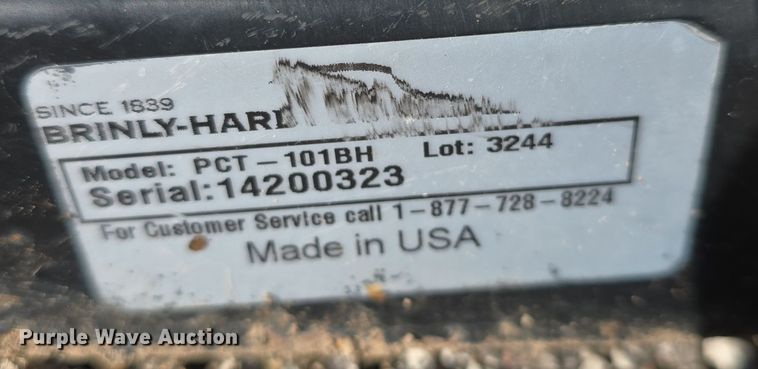 SINCE 1839
BRINLY-HAR
Model: PCT-101BH Lot: 3244
Serial:14200323
For Customer Service call 1-877-728-8224
Made in USA
Purple Wave Auction